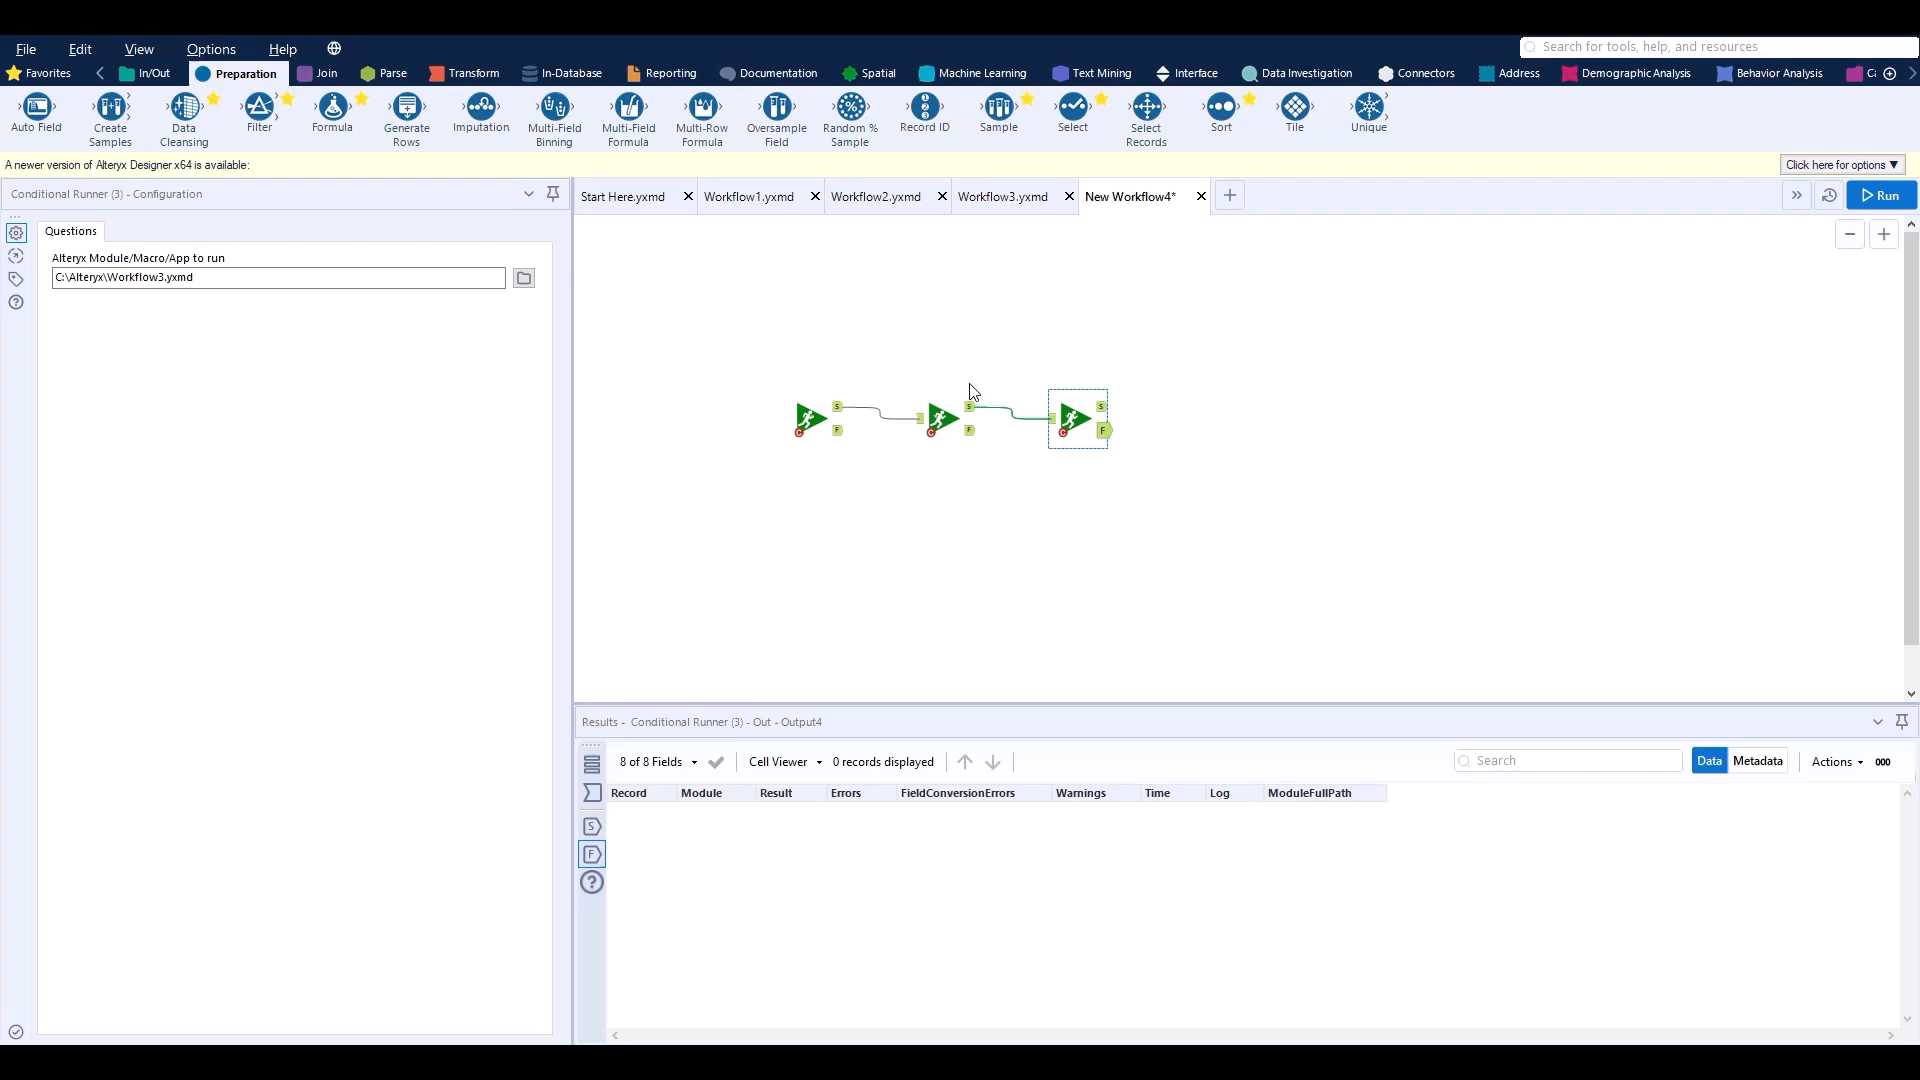 File Edit View Options Help
Search for tools, help, and resources
Favorites In/Out Preparation Join Parse Transform In-Database Reporting Documentation Spatial Machine Learning Text Mining Interface Data Investigation Connectors Address Demographic Analysis Behavior Analysis Ca
Auto Field
Create Samples
Data Cleansing
Filter
Formula
Generate Rows
Imputation
Multi-Field Binning
Multi-Field Formula
Multi-Row Formula
Oversample Field
Random % Sample
Record ID
Sample
Select
Select Records
Sort
Tile
Unique
A newer version of Alteryx Designer x64 is available:
Click here for options ▼
Conditional Runner (3) - Configuration
Start Here.yxmd Workflow1.yxmd Workflow2.yxmd Workflow3.yxmd New Workflow4*
Run
Questions
Alteryx Module/Macro/App to run
C:\Alteryx\Workflow3.yxmd
S S S
F F F
C C C
Results - Conditional Runner (3) - Out - Output4
8 of 8 Fields Cell Viewer 0 records displayed Search Data Metadata Actions 000
Record Module Result Errors FieldConversionErrors Warnings Time Log ModuleFullPath
S
F